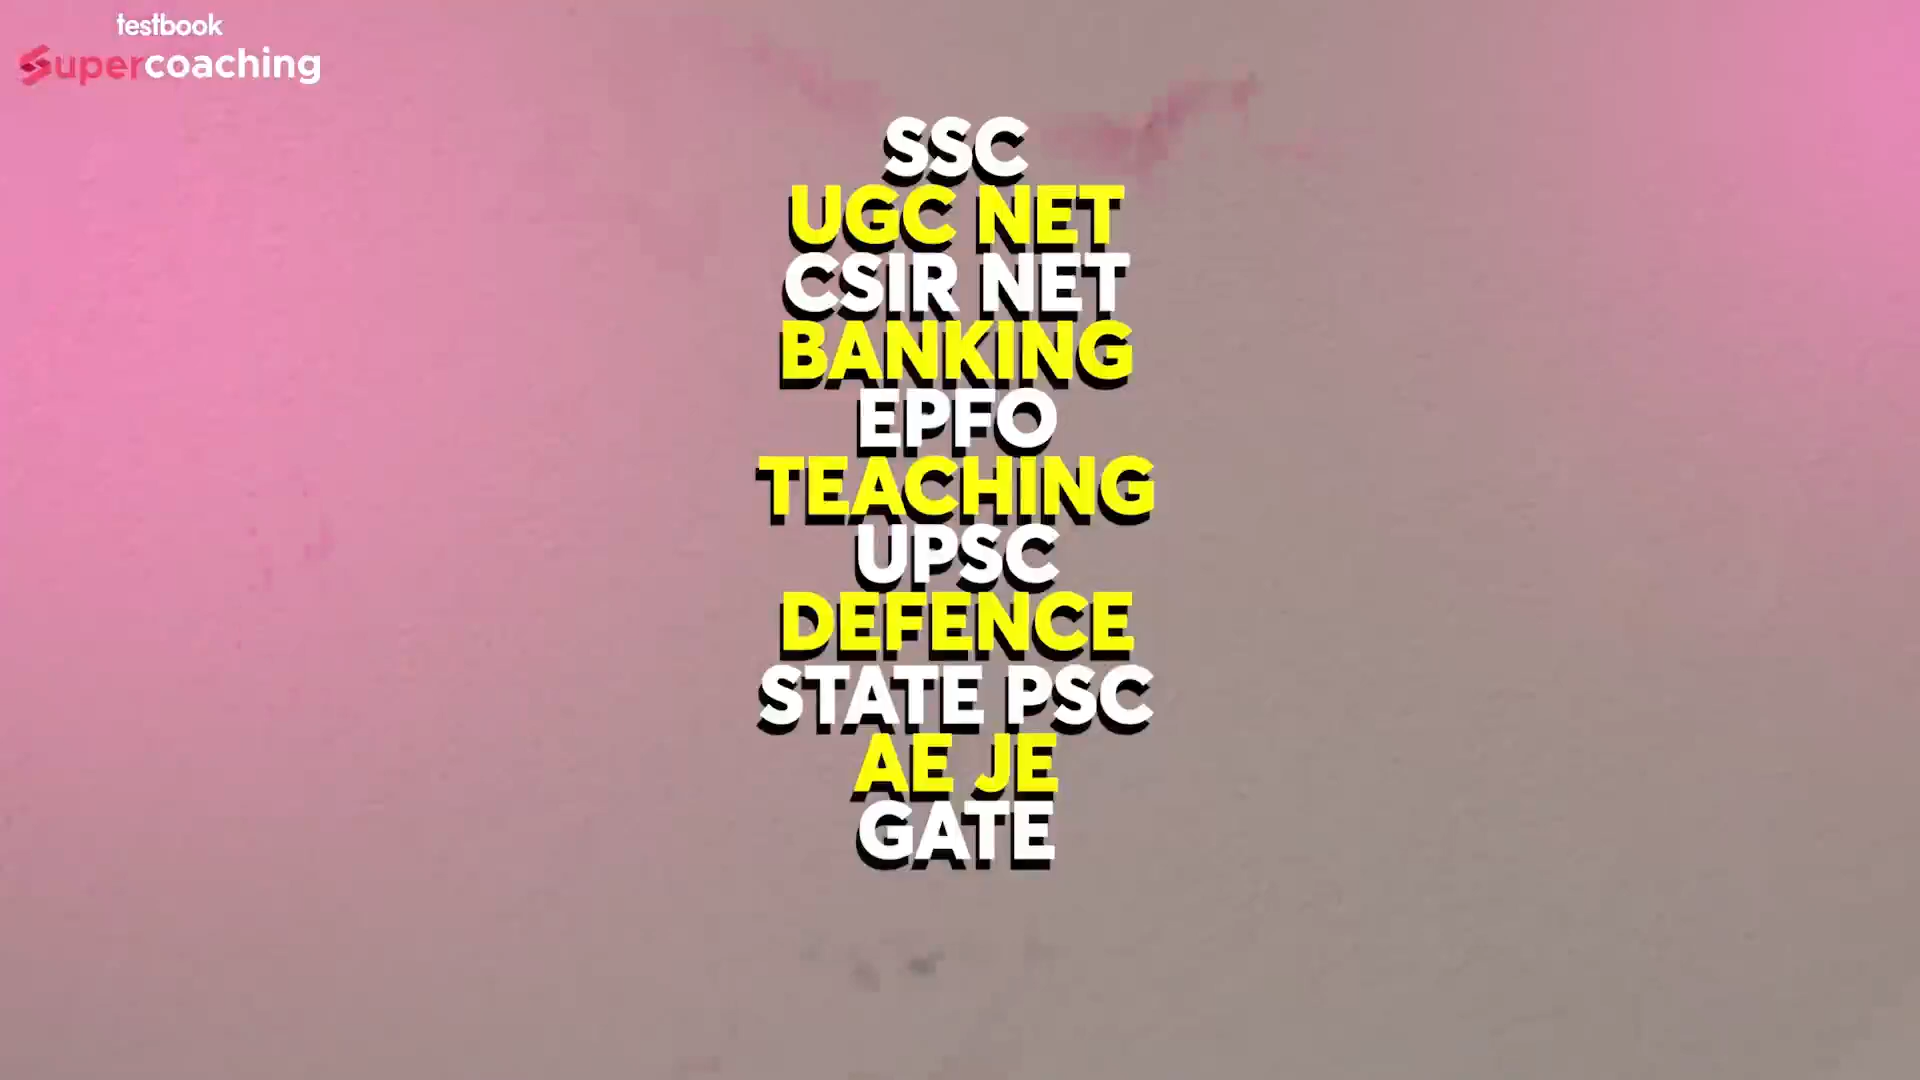 testbook
Supercoaching
SSC
UGC NET
CSIR NET
BANKING
EPFO
TEACHING
UPSC
DEFENCE
STATE PSC
AE JE
GATE